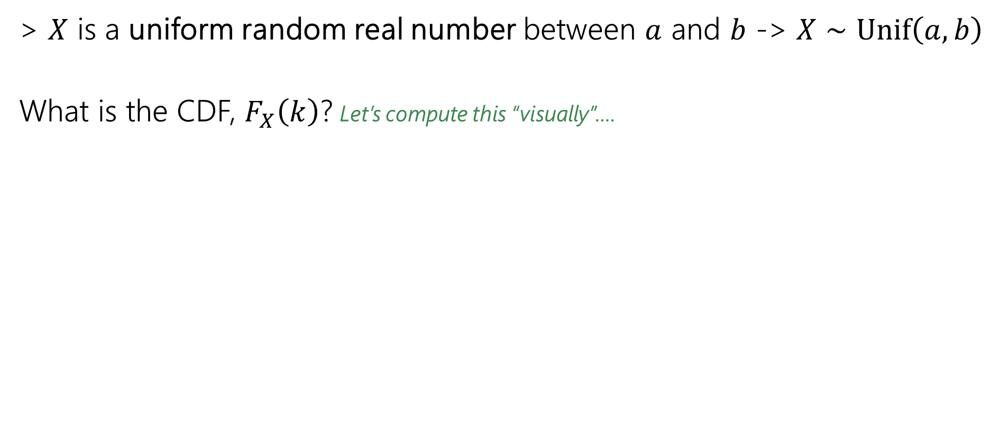 > X is a uniform random real number between a and b -> X ~ Unif(a, b)
What is the CDF, F_X(k)? Let’s compute this “visually”....